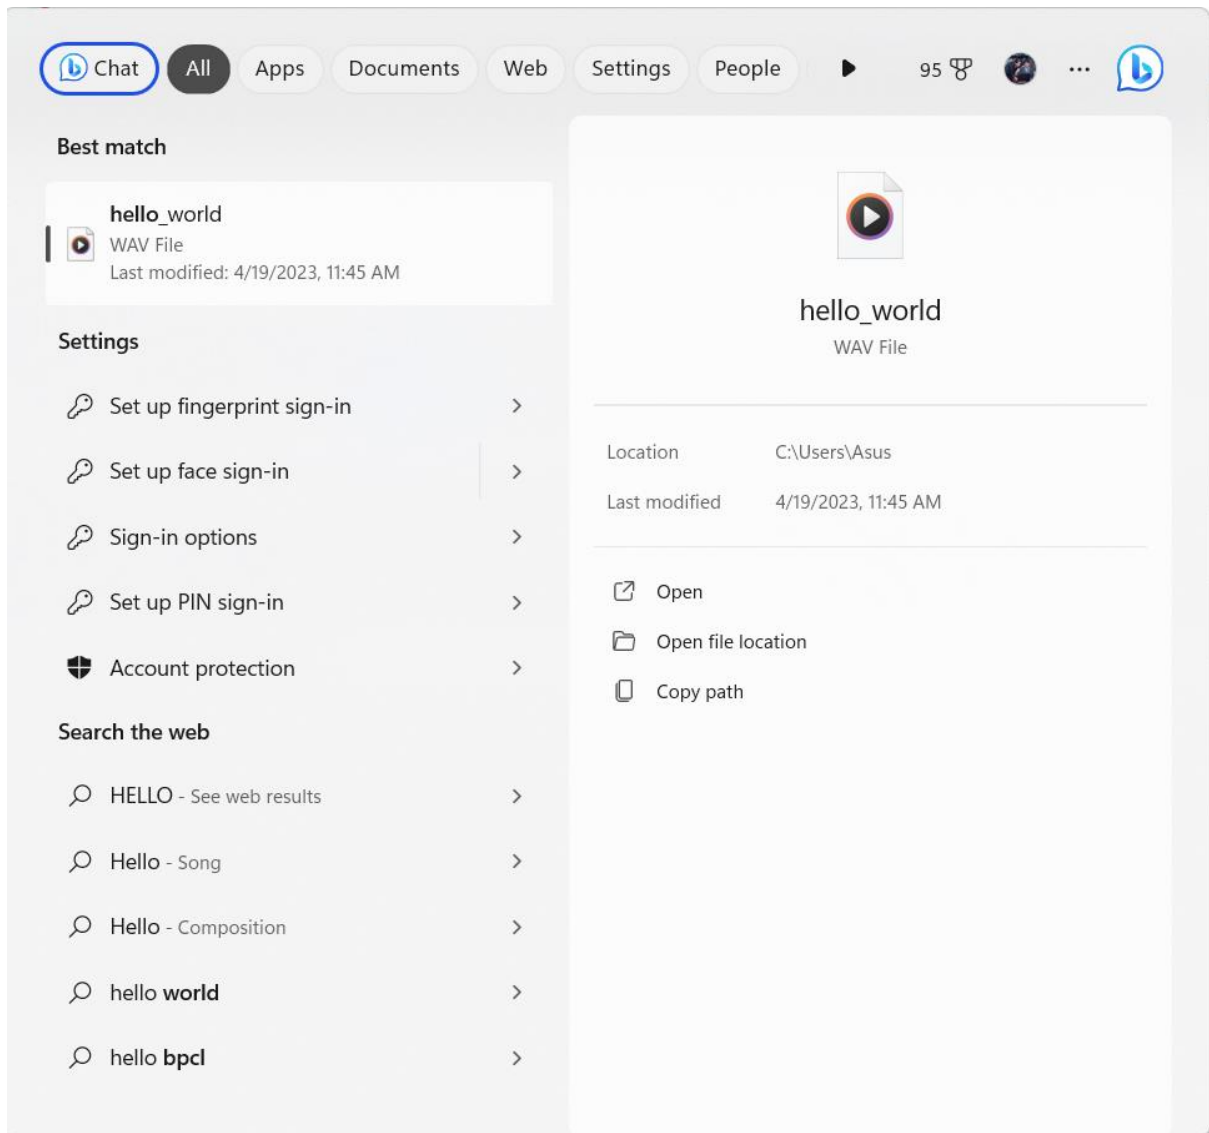 Chat
All
Apps
Documents
Web
Settings
People
95
Best match
hello_world
WAV File
Last modified: 4/19/2023, 11:45 AM
Settings
Set up fingerprint sign-in
Set up face sign-in
Sign-in options
Set up PIN sign-in
Account protection
Search the web
HELLO - See web results
Hello - Song
Hello - Composition
hello world
hello bpcl
hello_world
WAV File
Location C:\Users\Asus
Last modified 4/19/2023, 11:45 AM
Open
Open file location
Copy path